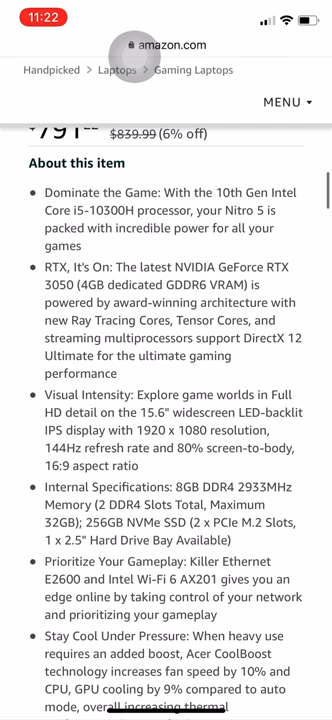 11:22
amazon.com
Handpicked > Laptops > Gaming Laptops
MENU
$839.99 (6% off)
About this item
• Dominate the Game: With the 10th Gen Intel
Core i5-10300H processor, your Nitro 5 is
packed with incredible power for all your
games
• RTX, It's On: The latest NVIDIA GeForce RTX
3050 (4GB dedicated GDDR6 VRAM) is
powered by award-winning architecture with
new Ray Tracing Cores, Tensor Cores, and
streaming multiprocessors support DirectX 12
Ultimate for the ultimate gaming
performance
• Visual Intensity: Explore game worlds in Full
HD detail on the 15.6" widescreen LED-backlit
IPS display with 1920 x 1080 resolution,
144Hz refresh rate and 80% screen-to-body,
16:9 aspect ratio
• Internal Specifications: 8GB DDR4 2933MHz
Memory (2 DDR4 Slots Total, Maximum
32GB); 256GB NVMe SSD (2 x PCIe M.2 Slots,
1 x 2.5" Hard Drive Bay Available)
• Prioritize Your Gameplay: Killer Ethernet
E2600 and Intel Wi-Fi 6 AX201 gives you an
edge online by taking control of your network
and prioritizing your gameplay
• Stay Cool Under Pressure: When heavy use
requires an added boost, Acer CoolBoost
technology increases fan speed by 10% and
CPU, GPU cooling by 9% compared to auto
mode, overall increasing thermal